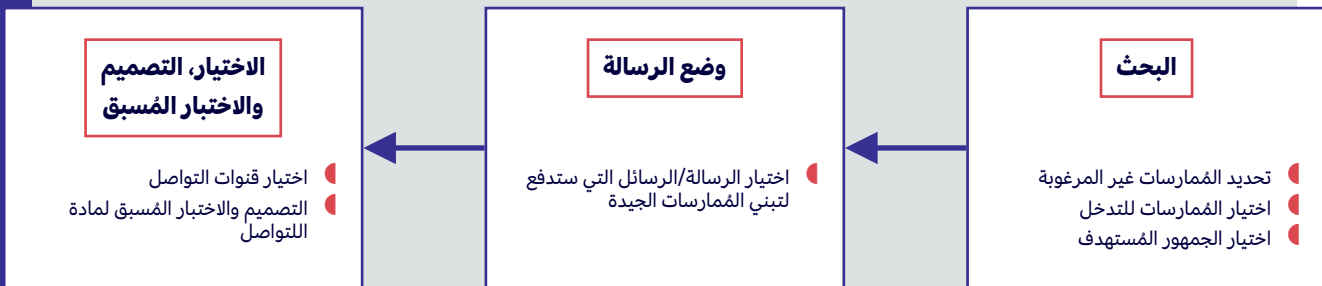 البحث
تحديد المُمارسات غير المرغوبة
اختيار المُمارسات للتدخل
اختيار الجمهور المُستهدف
وضع الرسالة
اختيار الرسالة/الرسائل التي ستدفع
لتبني المُمارسات الجيدة
الاختيار، التصميم
والاختبار المُسبق
اختيار قنوات التواصل
التصميم والاختبار المُسبق لمادة
اللتواصل